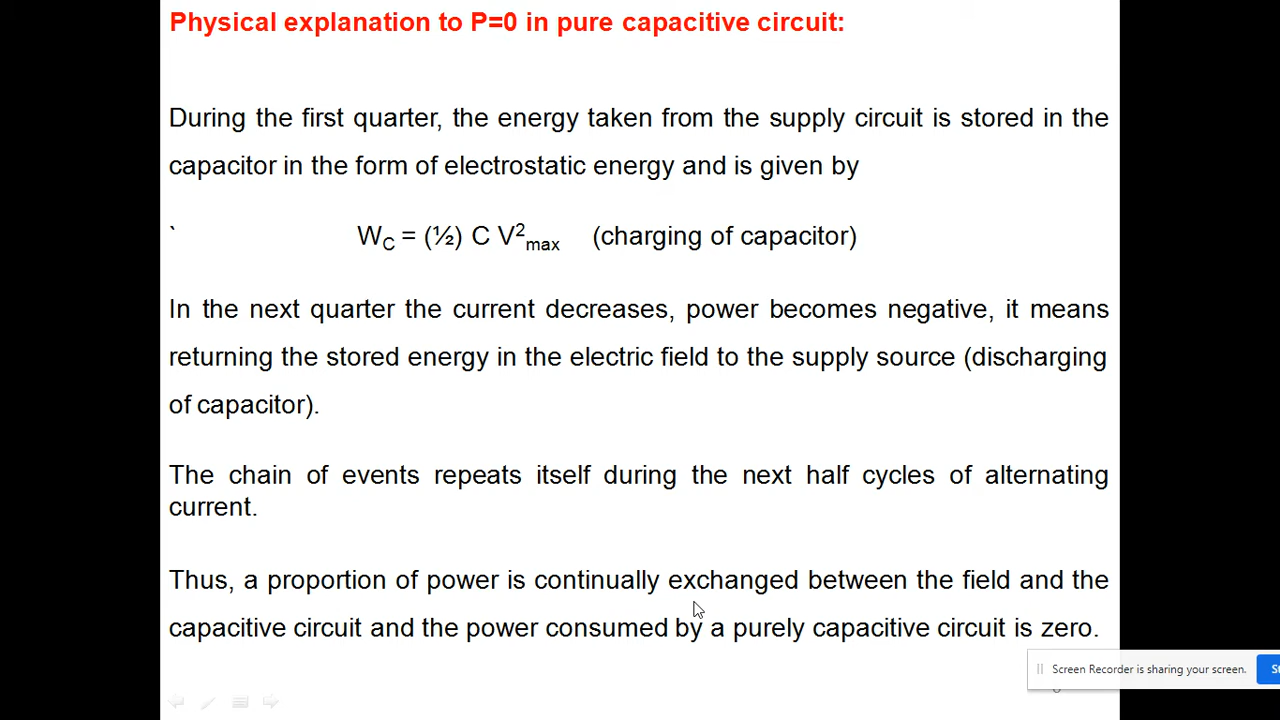 Physical explanation to P=0 in pure capacitive circuit:
During the first quarter, the energy taken from the supply circuit is stored in the
capacitor in the form of electrostatic energy and is given by
` W_C = (½) C V²_max (charging of capacitor)
In the next quarter the current decreases, power becomes negative, it means
returning the stored energy in the electric field to the supply source (discharging
of capacitor).
The chain of events repeats itself during the next half cycles of alternating
current.
Thus, a proportion of power is continually exchanged between the field and the
capacitive circuit and the power consumed by a purely capacitive circuit is zero.
Screen Recorder is sharing your screen.